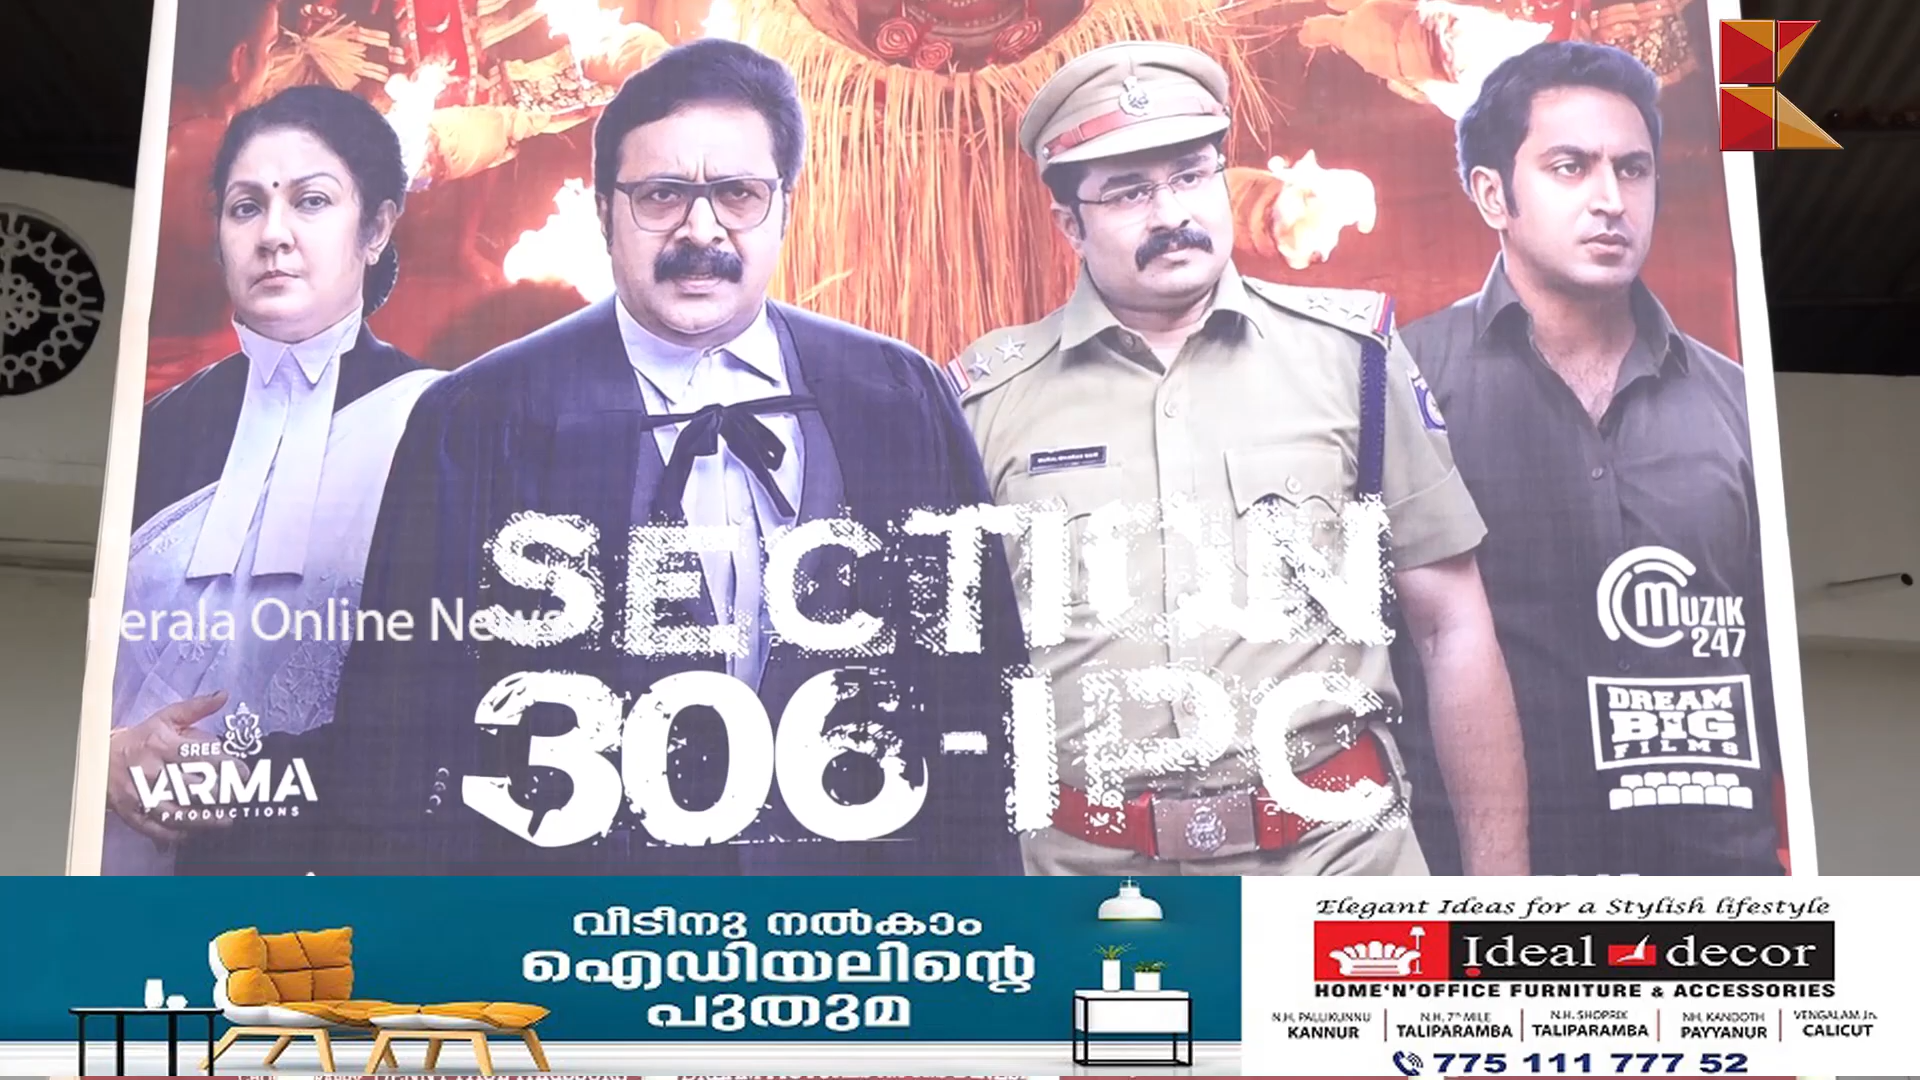 SECTION
306-IPC
Kerala Online News
SREE
VARMA
PRODUCTIONS
MUZIK
247
DREAM
BIG
FILMS
വീടിനു നൽകാം
ഐഡിയലിന്റെ
പുതുമ
Elegant Ideas for a Stylish lifestyle
Ideal decor
HOME'N'OFFICE FURNITURE & ACCESSORIES
N.H. PALLIKUNNU
KANNUR
N.H. 7th MILE
TALIPARAMBA
N.H. SHOPRIX
TALIPARAMBA
NH. KANDOTH
PAYYANUR
VENGALAM Jn.
CALICUT
775 111 777 52